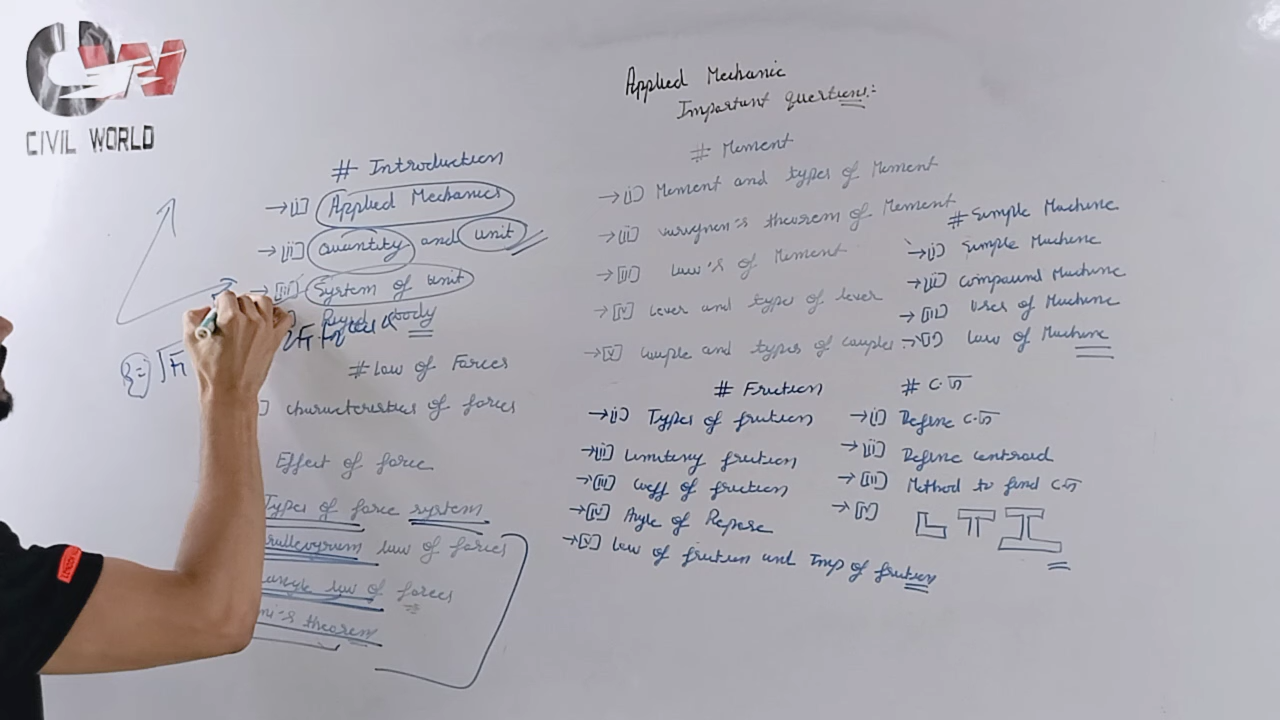 CW
CIVIL WORLD
Applied Mechanic
Important Questions:-
# Introduction
→[i] Applied Mechanics
→[ii] Quantity and Unit
→[iii] System of Unit
Rigid body
# Law of Forces
characteristics of forces
Effect of force
Types of force system
law of forces
law of forces
theorem
# Moment
→[i] Moment and types of Moment
→[ii] theorem of Moment
→[iii] Law's of Moment
→[iv] Lever and types of lever
→[v] couple and types of couples
# Simple Machine
→[i] Simple Machine
→[ii] compound Machine
→[iii] Uses of Machine
→[iv] law of Machine
# Friction
→[i] Types of friction
→[ii] Limiting friction
→[iii] coeff of friction
→[iv] Angle of Repose
→[v] law of friction and Imp of friction
# C.G
→[i] Define C.G
→[ii] Define centroid
→[iii] Method to find C.G
→[iv]